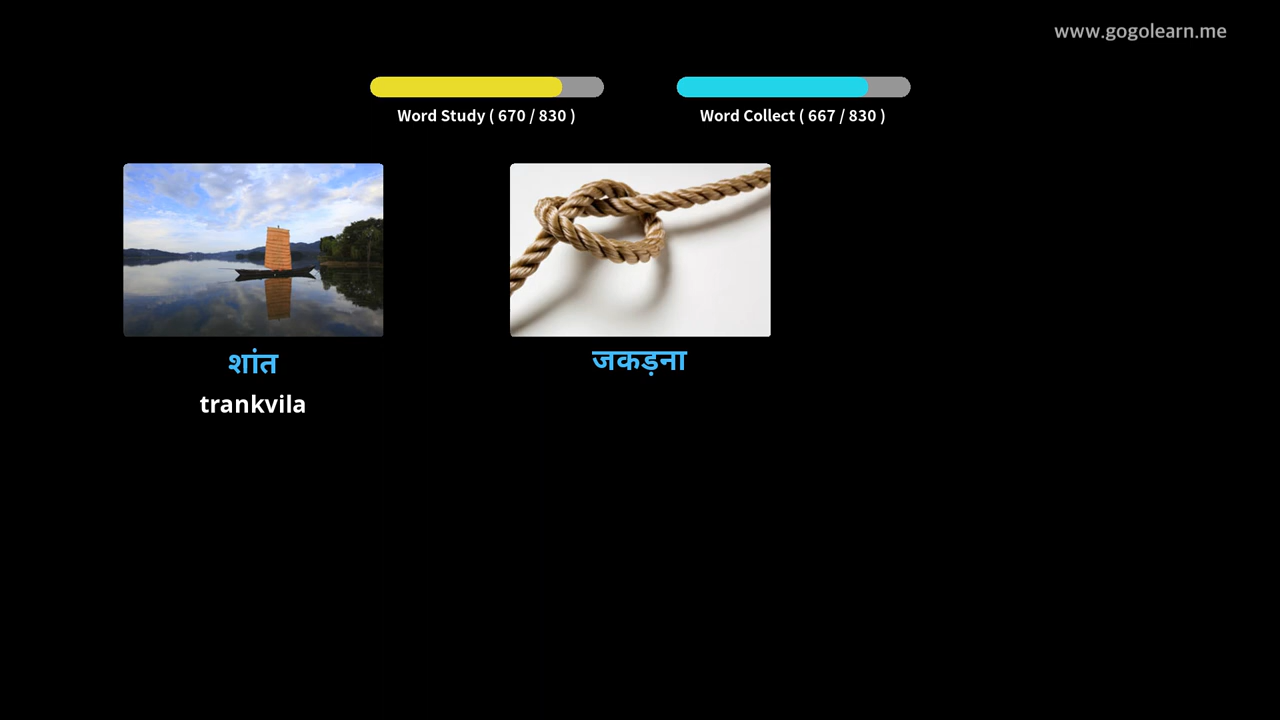 www.gogolearn.me
Word Study ( 670 / 830 )
Word Collect ( 667 / 830 )
शांत
जकड़ना
trankvila